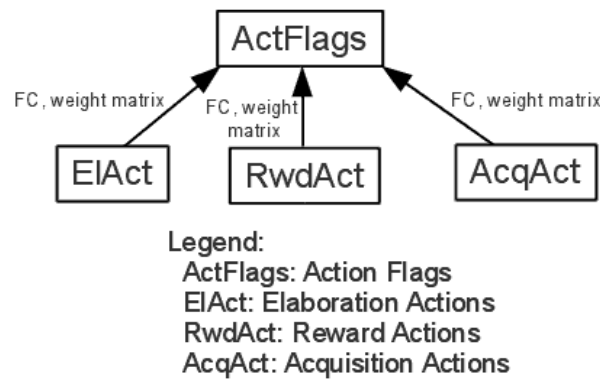 ActFlags
FC, weight matrix
FC, weight
matrix
FC, weight matrix
ElAct
RwdAct
AcqAct
Legend:
ActFlags: Action Flags
ElAct: Elaboration Actions
RwdAct: Reward Actions
AcqAct: Acquisition Actions